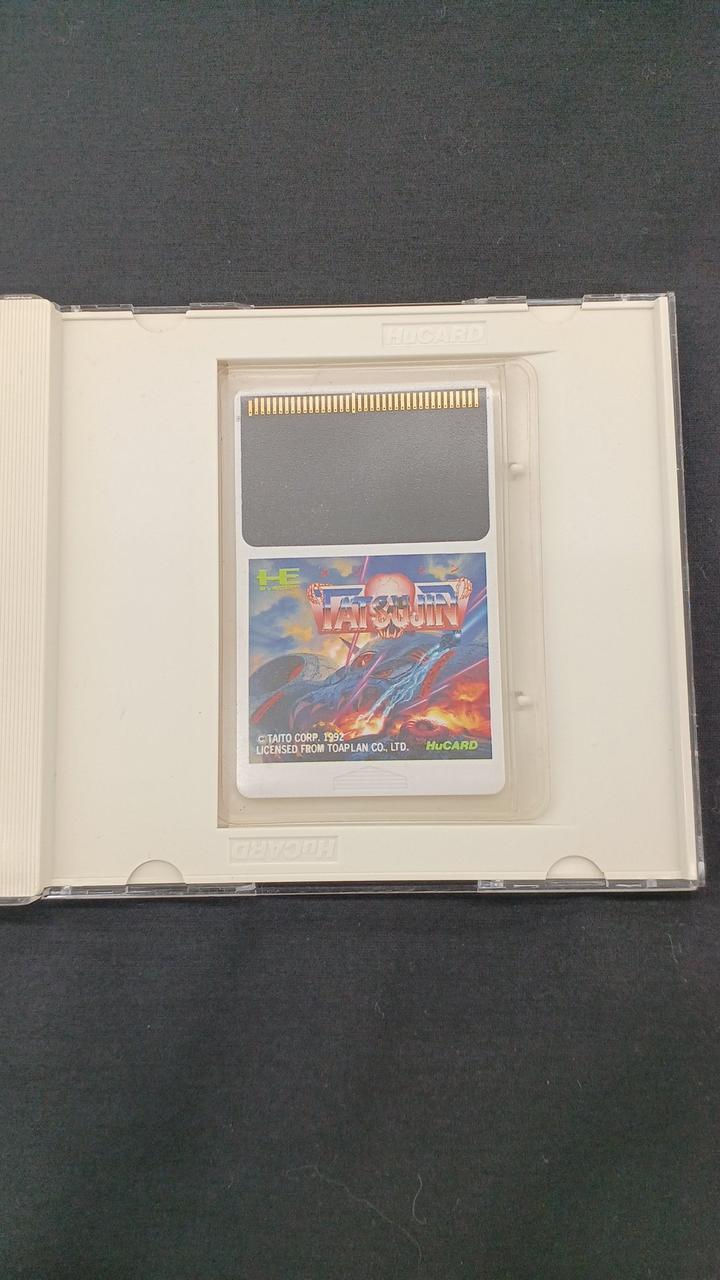 HuCARD
HE
TATSUJIN
© TAITO CORP. 1992
LICENSED FROM TOAPLAN CO., LTD.
HuCARD
HuCARD